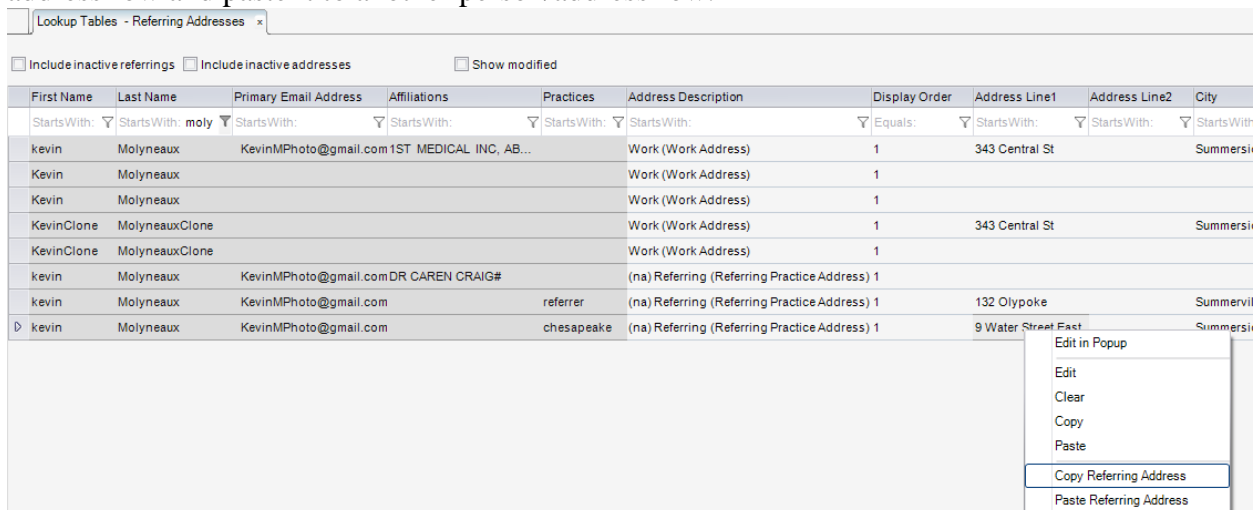 Lookup Tables - Referring Addresses ×
Include inactive referrings Include inactive addresses Show modified
First Name Last Name Primary Email Address Affiliations Practices Address Description Display Order Address Line1 Address Line2 City
StartsWith: StartsWith: moly StartsWith: StartsWith: StartsWith: StartsWith: Equals: StartsWith: StartsWith: StartsWith
kevin Molyneaux KevinMPhoto@gmail.com 1ST MEDICAL INC, AB... Work (Work Address) 1 343 Central St Summersi
Kevin Molyneaux Work (Work Address) 1
Kevin Molyneaux Work (Work Address) 1
KevinClone MolyneauxClone Work (Work Address) 1 343 Central St Summersi
KevinClone MolyneauxClone Work (Work Address) 1
kevin Molyneaux KevinMPhoto@gmail.com DR CAREN CRAIG# (na) Referring (Referring Practice Address) 1
kevin Molyneaux KevinMPhoto@gmail.com referrer (na) Referring (Referring Practice Address) 1 132 Olypoke Summervil
kevin Molyneaux KevinMPhoto@gmail.com chesapeake (na) Referring (Referring Practice Address) 1 9 Water Street East Summersi
Edit in Popup
Edit
Clear
Copy
Paste
Copy Referring Address
Paste Referring Address